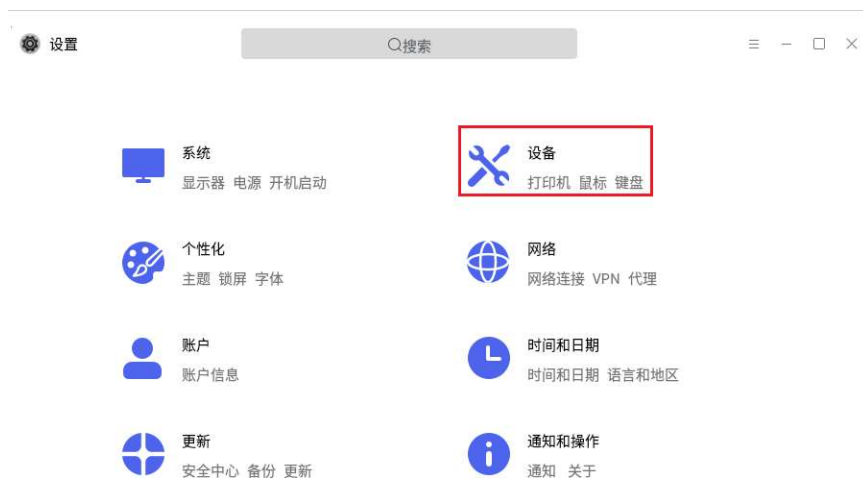 设置
搜索
系统
显示器 电源 开机启动
设备
打印机 鼠标 键盘
个性化
主题 锁屏 字体
网络
网络连接 VPN 代理
账户
账户信息
时间和日期
时间和日期 语言和地区
更新
安全中心 备份 更新
通知和操作
通知 关于